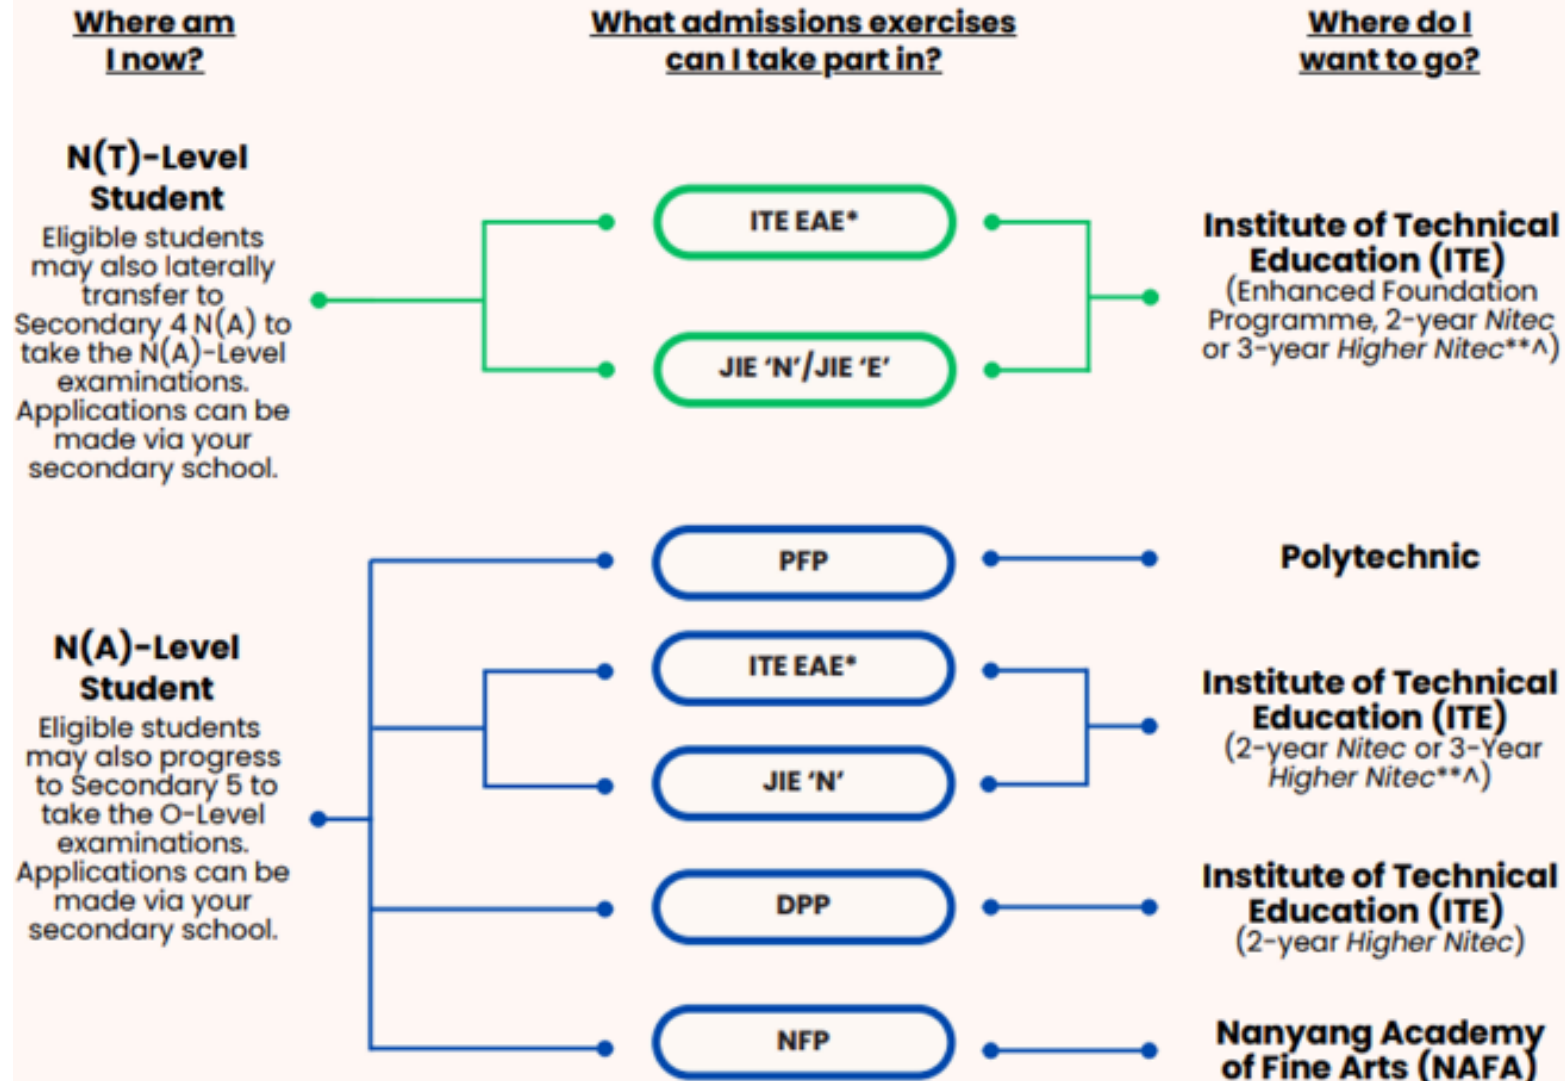 Where am
I now?
What admissions exercises
can I take part in?
Where do I
want to go?
N(T)-Level
Student
Eligible students
may also laterally
transfer to
Secondary 4 N(A) to
take the N(A)-Level
examinations.
Applications can be
made via your
secondary school.
ITE EAE*
JIE ‘N’/JIE ‘E’
Institute of Technical
Education (ITE)
(Enhanced Foundation
Programme, 2-year Nitec
or 3-year Higher Nitec**^)
N(A)-Level
Student
Eligible students
may also progress
to Secondary 5 to
take the O-Level
examinations.
Applications can be
made via your
secondary school.
PFP
Polytechnic
ITE EAE*
JIE ‘N’
Institute of Technical
Education (ITE)
(2-year Nitec or 3-Year
Higher Nitec**^)
DPP
Institute of Technical
Education (ITE)
(2-year Higher Nitec)
NFP
Nanyang Academy
of Fine Arts (NAFA)